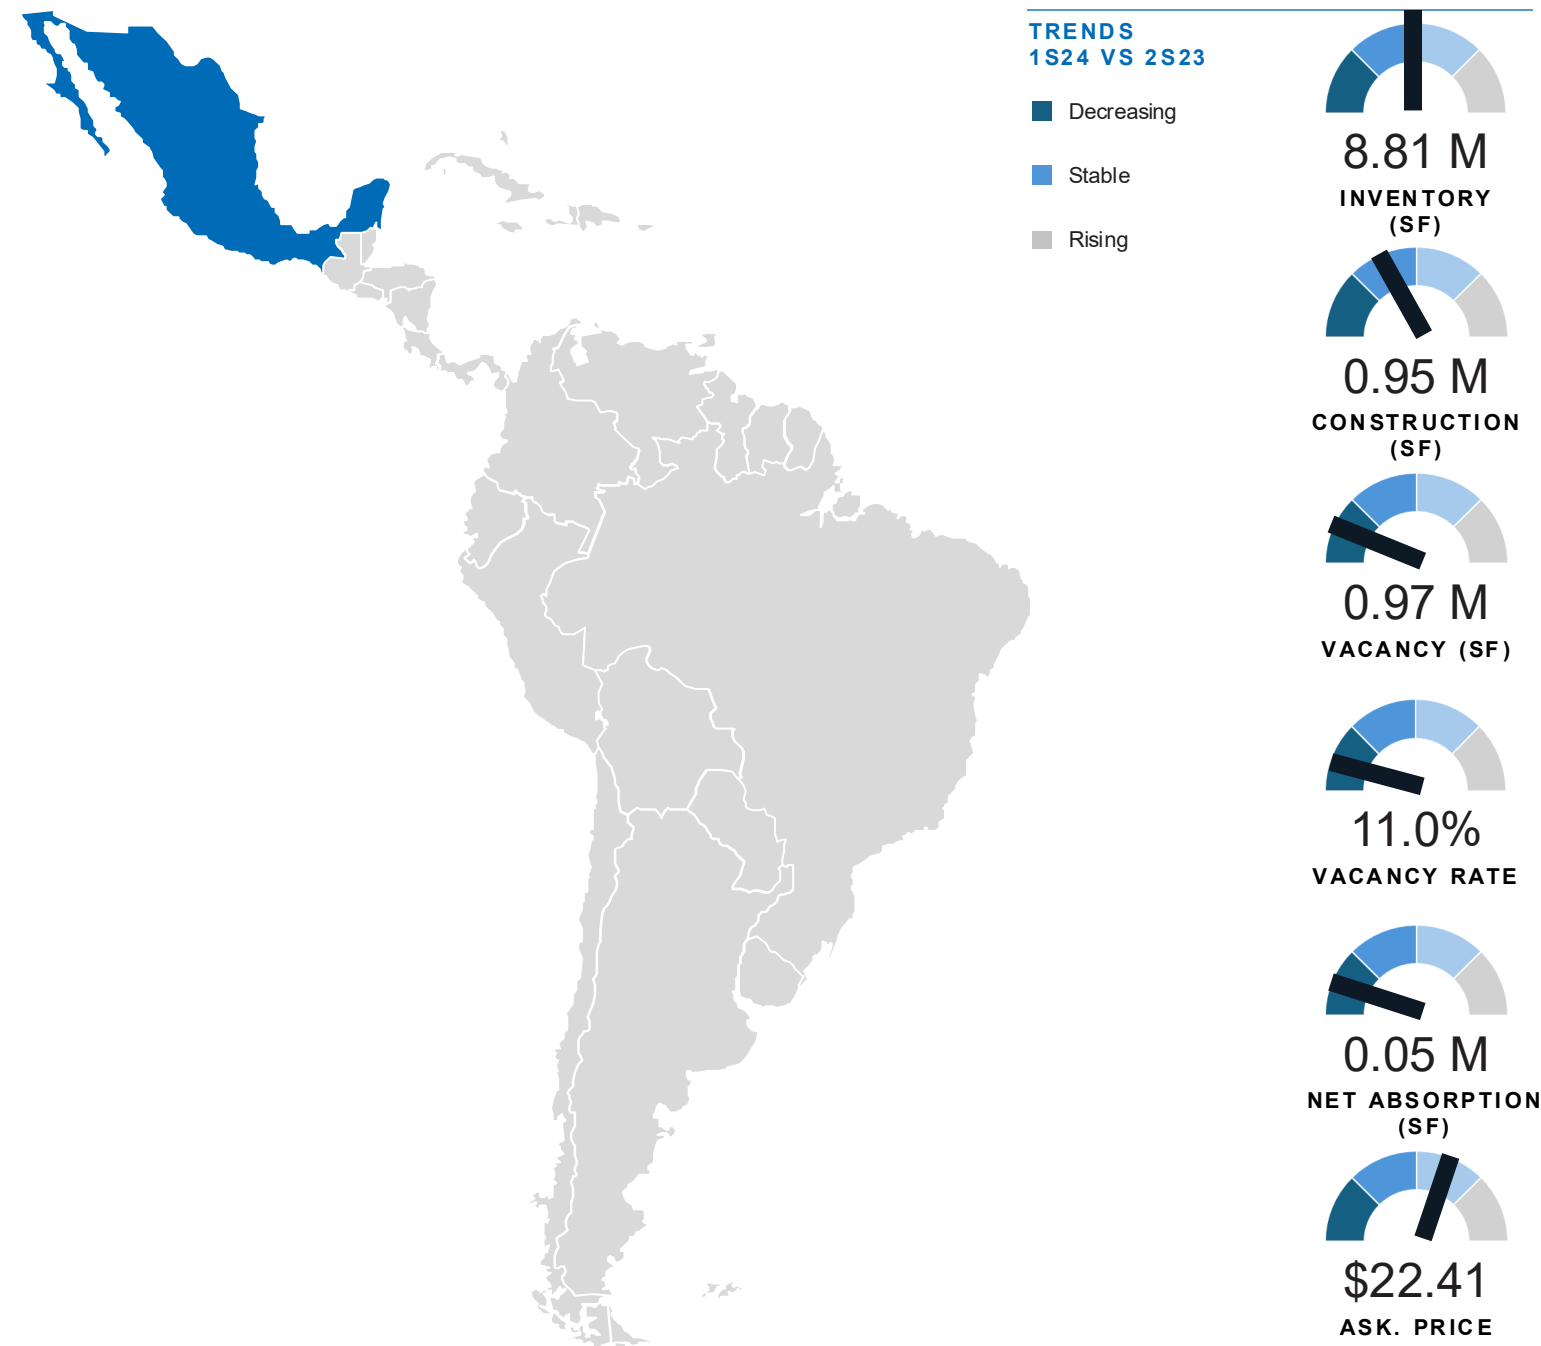 TRENDS
1S24 VS 2S23
Decreasing
Stable
Rising
8.81 M
INVENTORY
(SF)
0.95 M
CONSTRUCTION
(SF)
0.97 M
VACANCY (SF)
11.0%
VACANCY RATE
0.05 M
NET ABSORPTION
(SF)
$22.41
ASK. PRICE